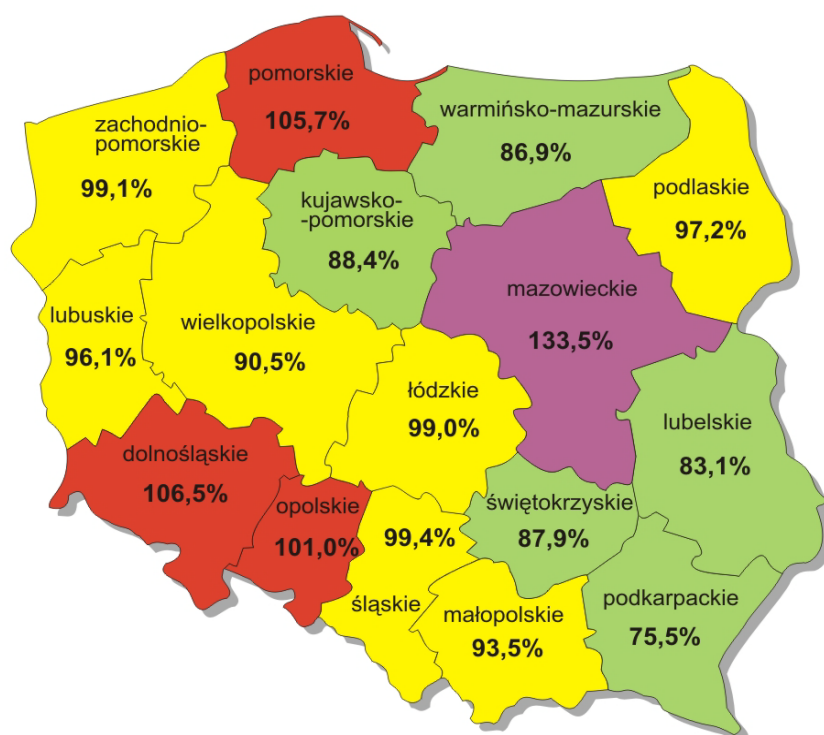 pomorskie
105,7%
warmińsko-mazurskie
86,9%
zachodnio-
pomorskie
99,1%
podlaskie
97,2%
kujawsko-
-pomorskie
88,4%
mazowieckie
133,5%
lubuskie
96,1%
wielkopolskie
90,5%
łódzkie
99,0%
lubelskie
83,1%
dolnośląskie
106,5%
opolskie
101,0%
99,4%
śląskie
świętokrzyskie
87,9%
małopolskie
93,5%
podkarpackie
75,5%